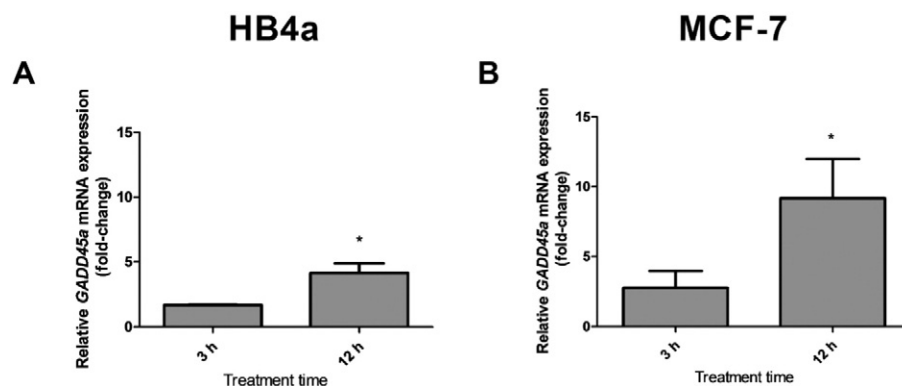 HB4a
MCF-7
A
B
Relative GADD45a mRNA expression
(fold-change)
15
10
5
0
*
3 h
12 h
Treatment time
Relative GADD45a mRNA expression
(fold-change)
15
10
5
0
*
3 h
12 h
Treatment time